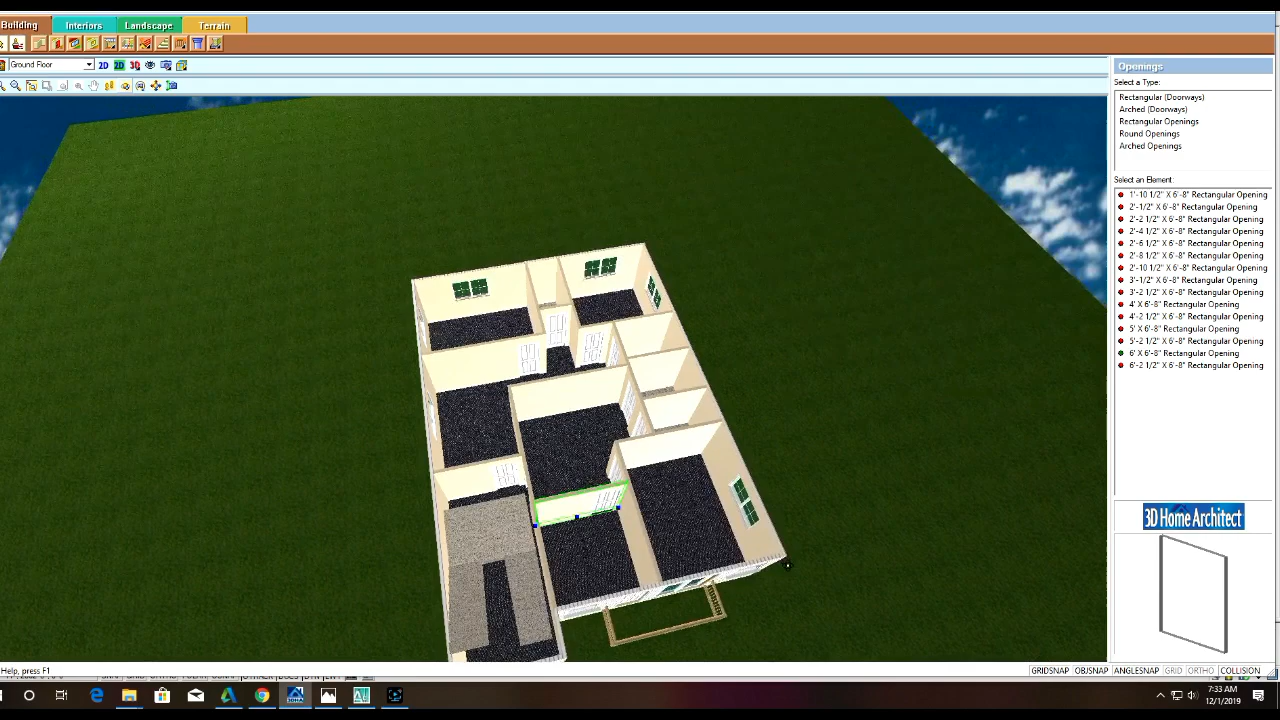 Building
Interiors
Landscape
Terrain
Ground Floor
2D
2D
3D
Openings
Select a Type:
Rectangular (Doorways)
Arched (Doorways)
Rectangular Openings
Round Openings
Arched Openings
Select an Element:
1'-10 1/2" X 6'-8" Rectangular Opening
2'-1/2" X 6'-8" Rectangular Opening
2'-2 1/2" X 6'-8" Rectangular Opening
2'-4 1/2" X 6'-8" Rectangular Opening
2'-6 1/2" X 6'-8" Rectangular Opening
2'-8 1/2" X 6'-8" Rectangular Opening
2'-10 1/2" X 6'-8" Rectangular Opening
3'-1/2" X 6'-8" Rectangular Opening
3'-2 1/2" X 6'-8" Rectangular Opening
4' X 6'-8" Rectangular Opening
4'-2 1/2" X 6'-8" Rectangular Opening
5' X 6'-8" Rectangular Opening
5'-2 1/2" X 6'-8" Rectangular Opening
6' X 6'-8" Rectangular Opening
6'-2 1/2" X 6'-8" Rectangular Opening
3D Home Architect
Help, press F1
GRIDSNAP
OBJSNAP
ANGLESNAP
GRID
ORTHO
COLLISION
7:33 AM
12/1/2019